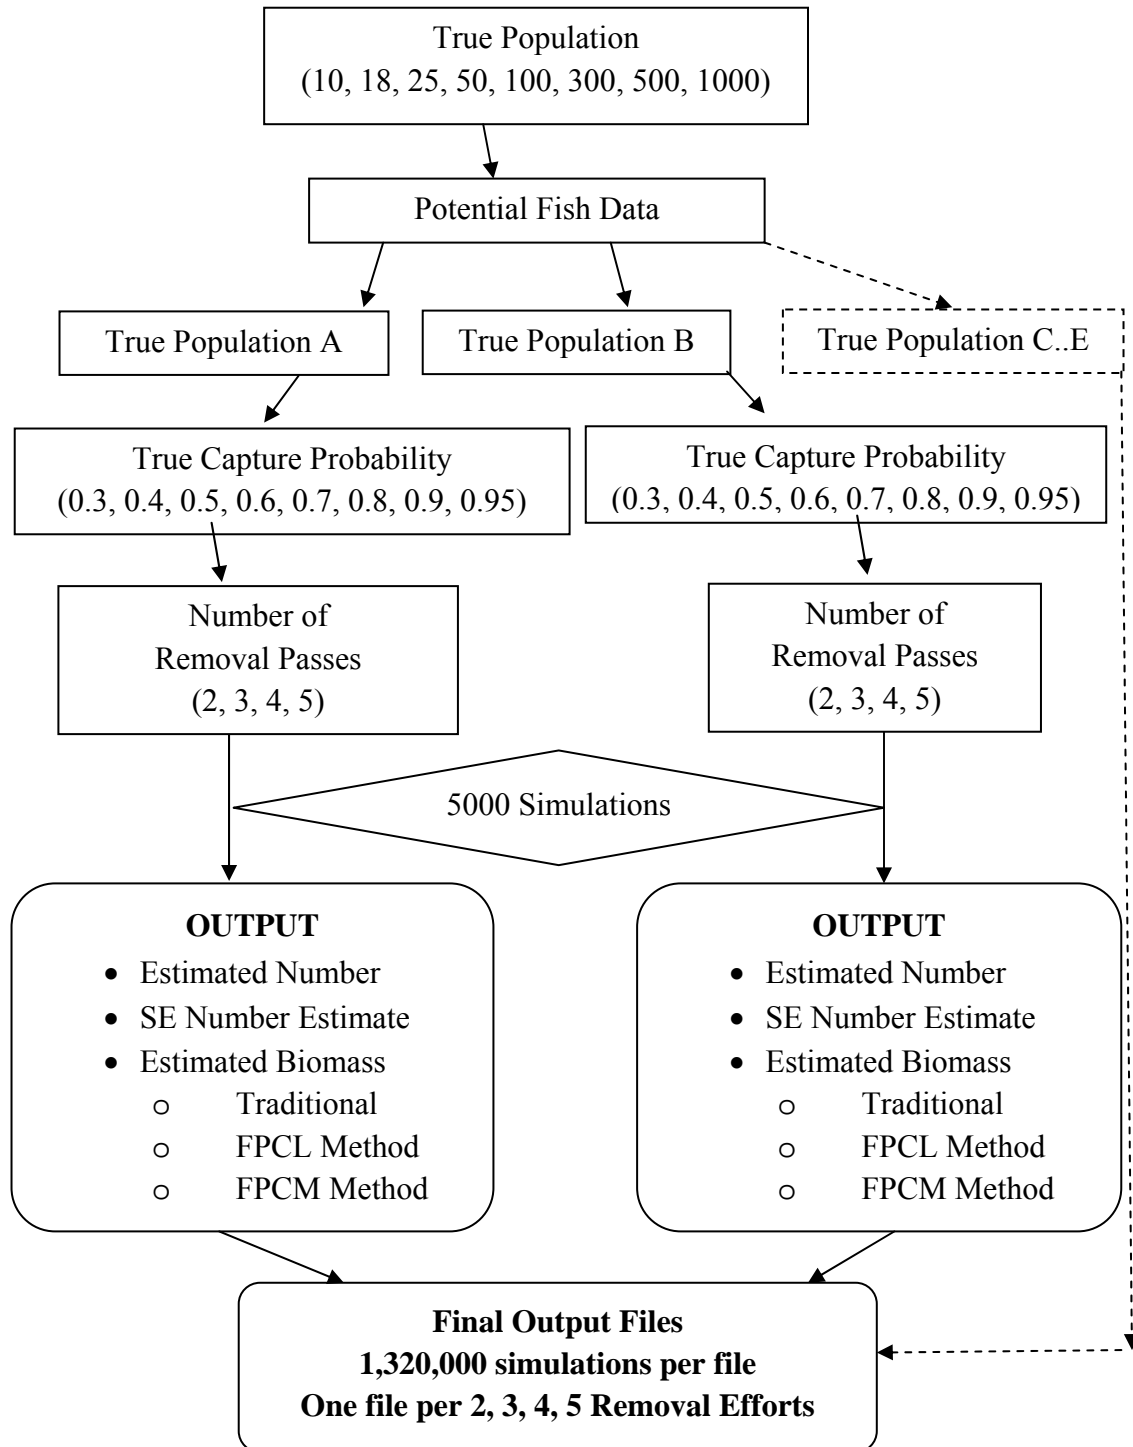 True Population
(10, 18, 25, 50, 100, 300, 500, 1000)
Potential Fish Data
True Population A
True Population B
True Population C..E
True Capture Probability
(0.3, 0.4, 0.5, 0.6, 0.7, 0.8, 0.9, 0.95)
True Capture Probability
(0.3, 0.4, 0.5, 0.6, 0.7, 0.8, 0.9, 0.95)
Number of
Removal Passes
(2, 3, 4, 5)
Number of
Removal Passes
(2, 3, 4, 5)
5000 Simulations
OUTPUT
• Estimated Number
• SE Number Estimate
• Estimated Biomass
o Traditional
o FPCL Method
o FPCM Method
OUTPUT
• Estimated Number
• SE Number Estimate
• Estimated Biomass
o Traditional
o FPCL Method
o FPCM Method
Final Output Files
1,320,000 simulations per file
One file per 2, 3, 4, 5 Removal Efforts